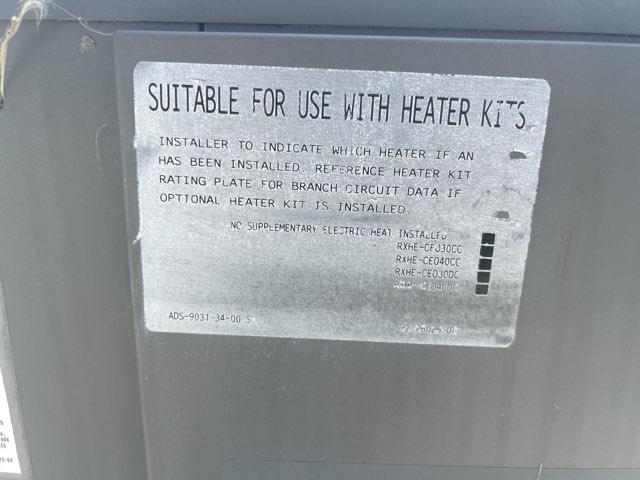 SUITABLE FOR USE WITH HEATER KITS
INSTALLER TO INDICATE WHICH HEATER IF AN
HAS BEEN INSTALLED. REFERENCE HEATER KIT
RATING PLATE FOR BRANCH CIRCUIT DATA IF
OPTIONAL HEATER KIT IS INSTALLED.
NO SUPPLEMENTARY ELECTRIC HEAT INSTALLED
RXHE-CE030CC
RXHE-CE040CC
RXHE-CE030DC
ADS-9031-34-00